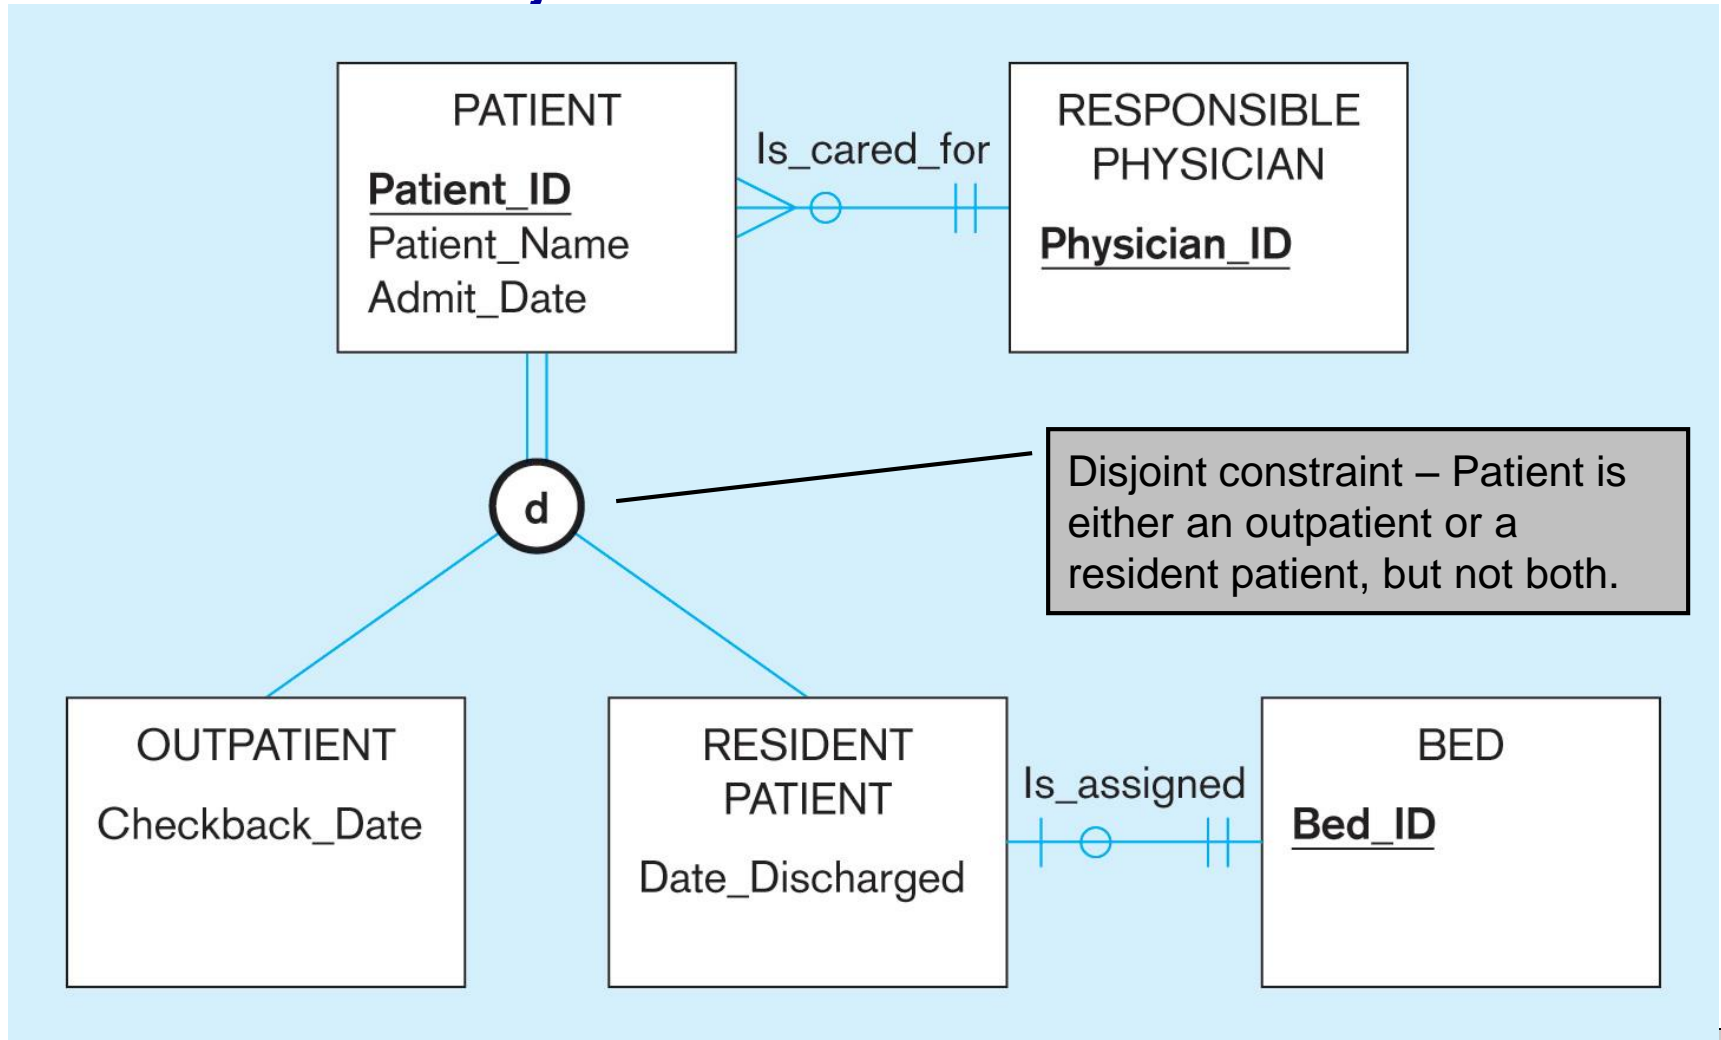 PATIENT
Patient_ID
Patient_Name
Admit_Date
Is_cared_for
RESPONSIBLE
PHYSICIAN
Physician_ID
d
Disjoint constraint – Patient is
either an outpatient or a
resident patient, but not both.
OUTPATIENT
Checkback_Date
RESIDENT
PATIENT
Date_Discharged
Is_assigned
BED
Bed_ID